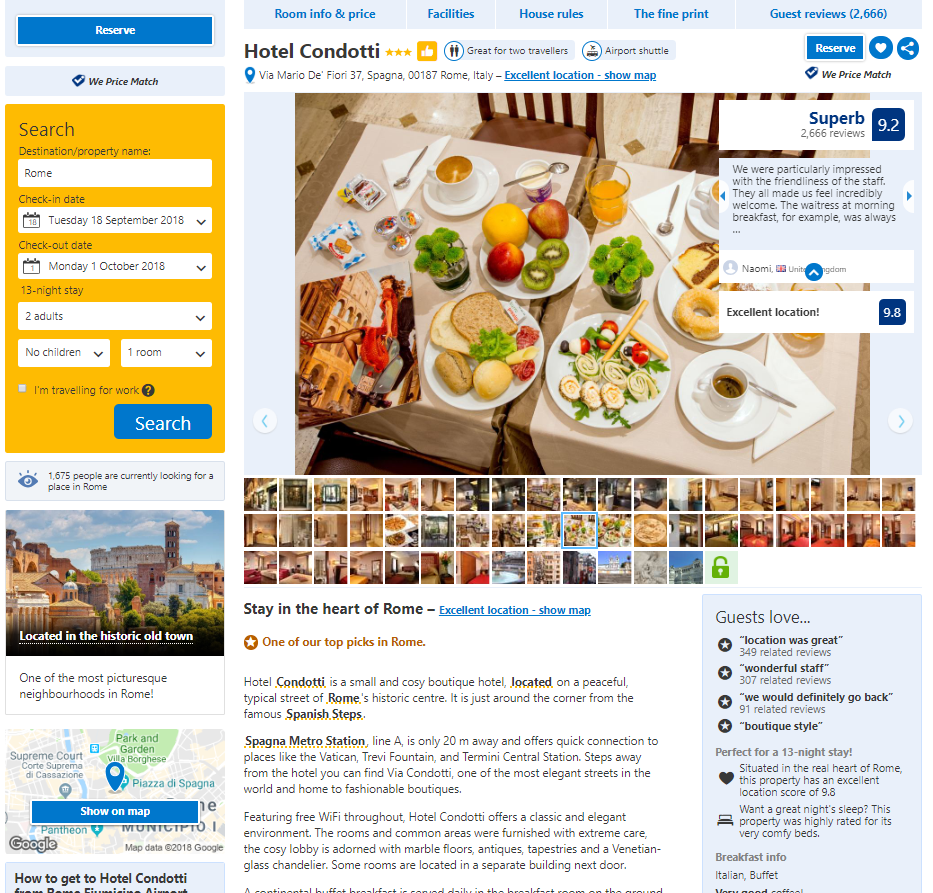 Reserve
We Price Match
Search
Destination/property name:
Rome
Check-in date
18
Tuesday 18 September 2018
Check-out date
1
Monday 1 October 2018
13-night stay
2 adults
No children
1 room
I'm travelling for work ?
Search
1,675 people are currently looking for a
place in Rome
Located in the historic old town
One of the most picturesque
neighbourhoods in Rome!
Park and
Garden
Villa Borghese
Supreme Court
Corte Suprema
di Cassazione
Piazza di Spagna
Show on map
Pantheon
MUNICIPIO I
Google
Map data ©2018 Google
How to get to Hotel Condotti
from Rome Fiumicino Airport
Room info & price
Facilities
House rules
The fine print
Guest reviews (2,666)
Hotel Condotti
Great for two travellers
Airport shuttle
Reserve
Via Mario De' Fiori 37, Spagna, 00187 Rome, Italy – Excellent location - show map
We Price Match
Superb
2,666 reviews
9.2
We were particularly impressed
with the friendliness of the staff.
They all made us feel incredibly
welcome. The waitress at morning
breakfast, for example, was always
...
Naomi,
Excellent location!
9.8
Stay in the heart of Rome – Excellent location - show map
One of our top picks in Rome.
Hotel Condotti is a small and cosy boutique hotel, located on a peaceful,
typical street of Rome's historic centre. It is just around the corner from the
famous Spanish Steps.
Spagna Metro Station, line A, is only 20 m away and offers quick connection to
places like the Vatican, Trevi Fountain, and Termini Central Station. Steps away
from the hotel you can find Via Condotti, one of the most elegant streets in the
world and home to fashionable boutiques.
Featuring free WiFi throughout, Hotel Condotti offers a classic and elegant
environment. The rooms and common areas were furnished with extreme care,
the cosy lobby is adorned with marble floors, antiques, tapestries and a Venetian-
glass chandelier. Some rooms are located in a separate building next door.
A continental buffet breakfast is served daily in the breakfast room on the ground
Guests love...
"location was great"
349 related reviews
"wonderful staff"
307 related reviews
"we would definitely go back"
91 related reviews
"boutique style"
Perfect for a 13-night stay!
Situated in the real heart of Rome,
this property has an excellent
location score of 9.8
Want a great night's sleep? This
property was highly rated for its
very comfy beds.
Breakfast info
Italian, Buffet
Very good coffee!